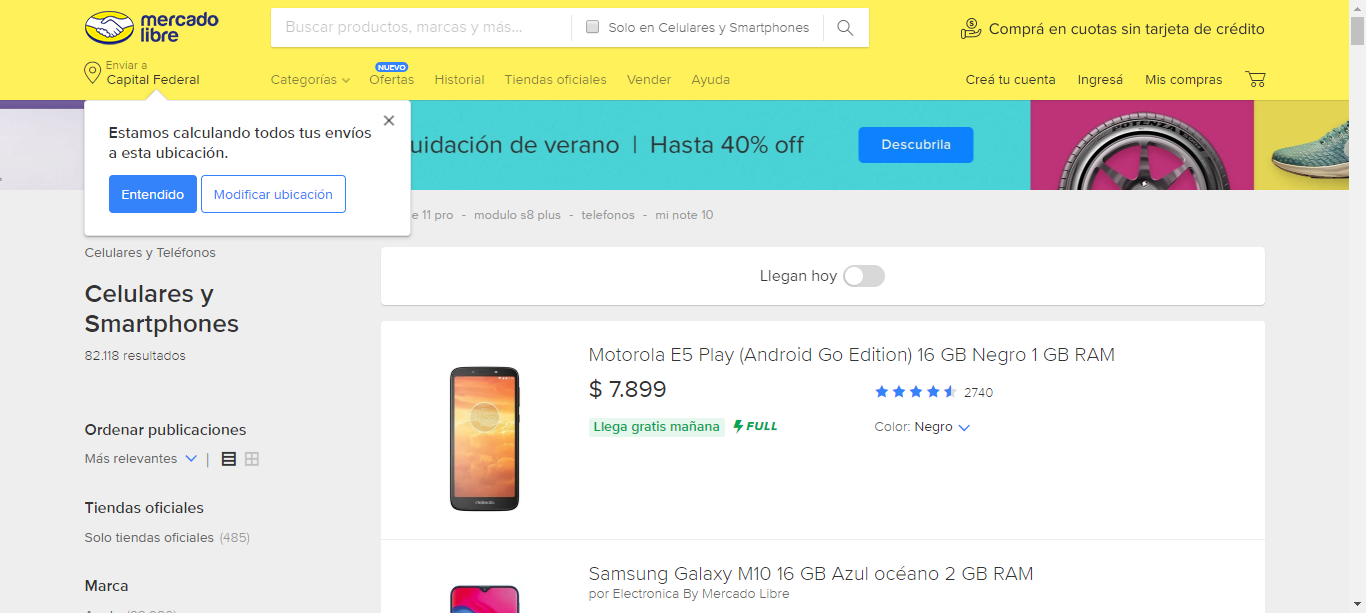 mercado
libre
Buscar productos, marcas y más...
Solo en Celulares y Smartphones
Comprá en cuotas sin tarjeta de crédito
Enviar a
Capital Federal
Categorías
NUEVO
Ofertas
Historial
Tiendas oficiales
Vender
Ayuda
Creá tu cuenta
Ingresá
Mis compras
Estamos calculando todos tus envíos
a esta ubicación.
Entendido
Modificar ubicación
uidación de verano | Hasta 40% off
Descubrila
POTENZA
e 11 pro - modulo s8 plus - telefonos - mi note 10
Celulares y Teléfonos
Celulares y
Smartphones
82.118 resultados
Ordenar publicaciones
Más relevantes
Tiendas oficiales
Solo tiendas oficiales (485)
Marca
Llegan hoy
Motorola E5 Play (Android Go Edition) 16 GB Negro 1 GB RAM
$ 7.899
2740
Llega gratis mañana
FULL
Color: Negro
Samsung Galaxy M10 16 GB Azul océano 2 GB RAM
por Electronica By Mercado Libre